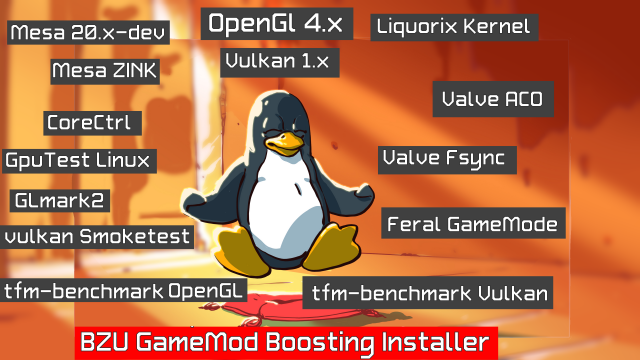 Mesa 20.x-dev
OpenGl 4.x
Liquorix Kernel
Mesa ZINK
Vulkan 1.x
Valve ACO
CoreCtrl
GpuTest Linux
Valve Fsync
GLmark2
Feral GameMode
vulkan Smoketest
tfm-benchmark OpenGL
tfm-benchmark Vulkan
BZU GameMod Boosting Installer